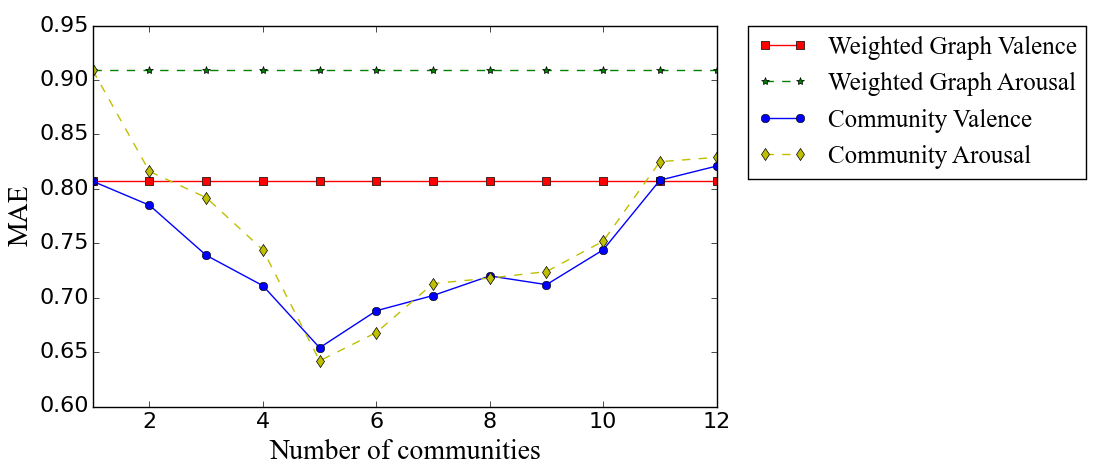 0.95
0.90
0.85
0.80
0.75
0.70
0.65
0.60
MAE
2 4 6 8 10 12
Number of communities
Weighted Graph Valence
Weighted Graph Arousal
Community Valence
Community Arousal